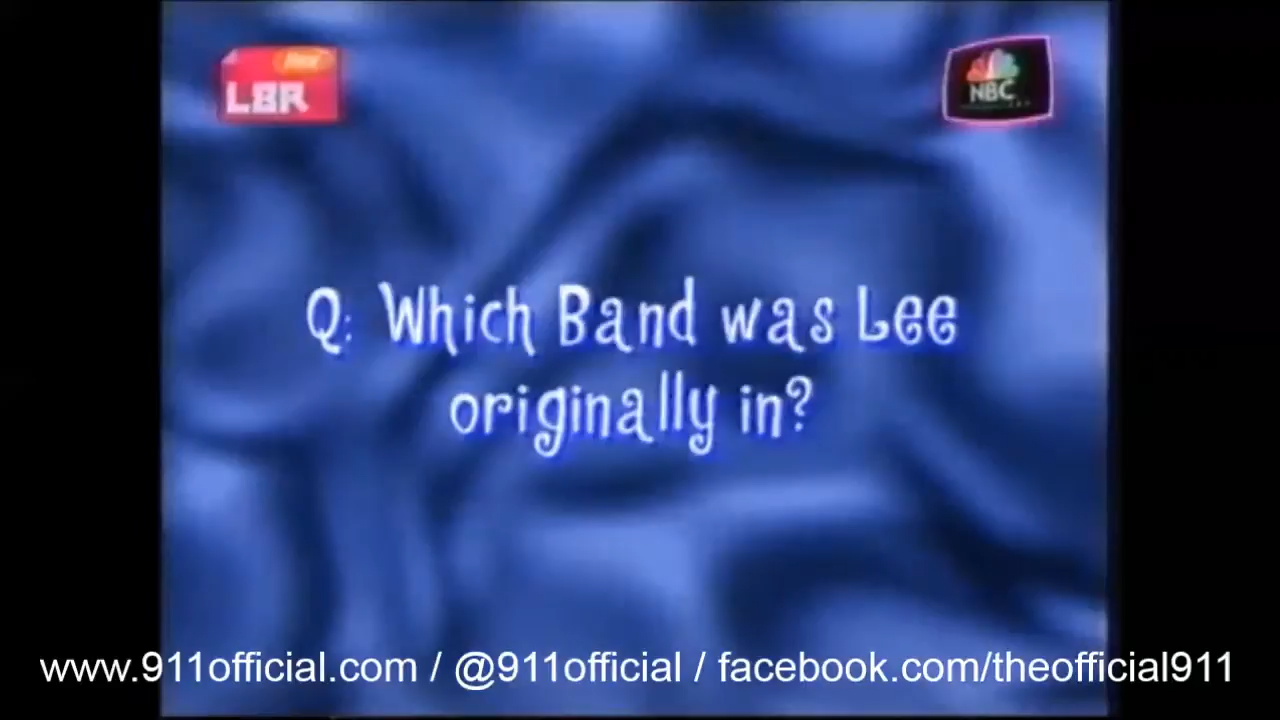 LBR
NBC
Q: Which Band was Lee
originally in?
www.911official.com / @911official / facebook.com/theofficial911